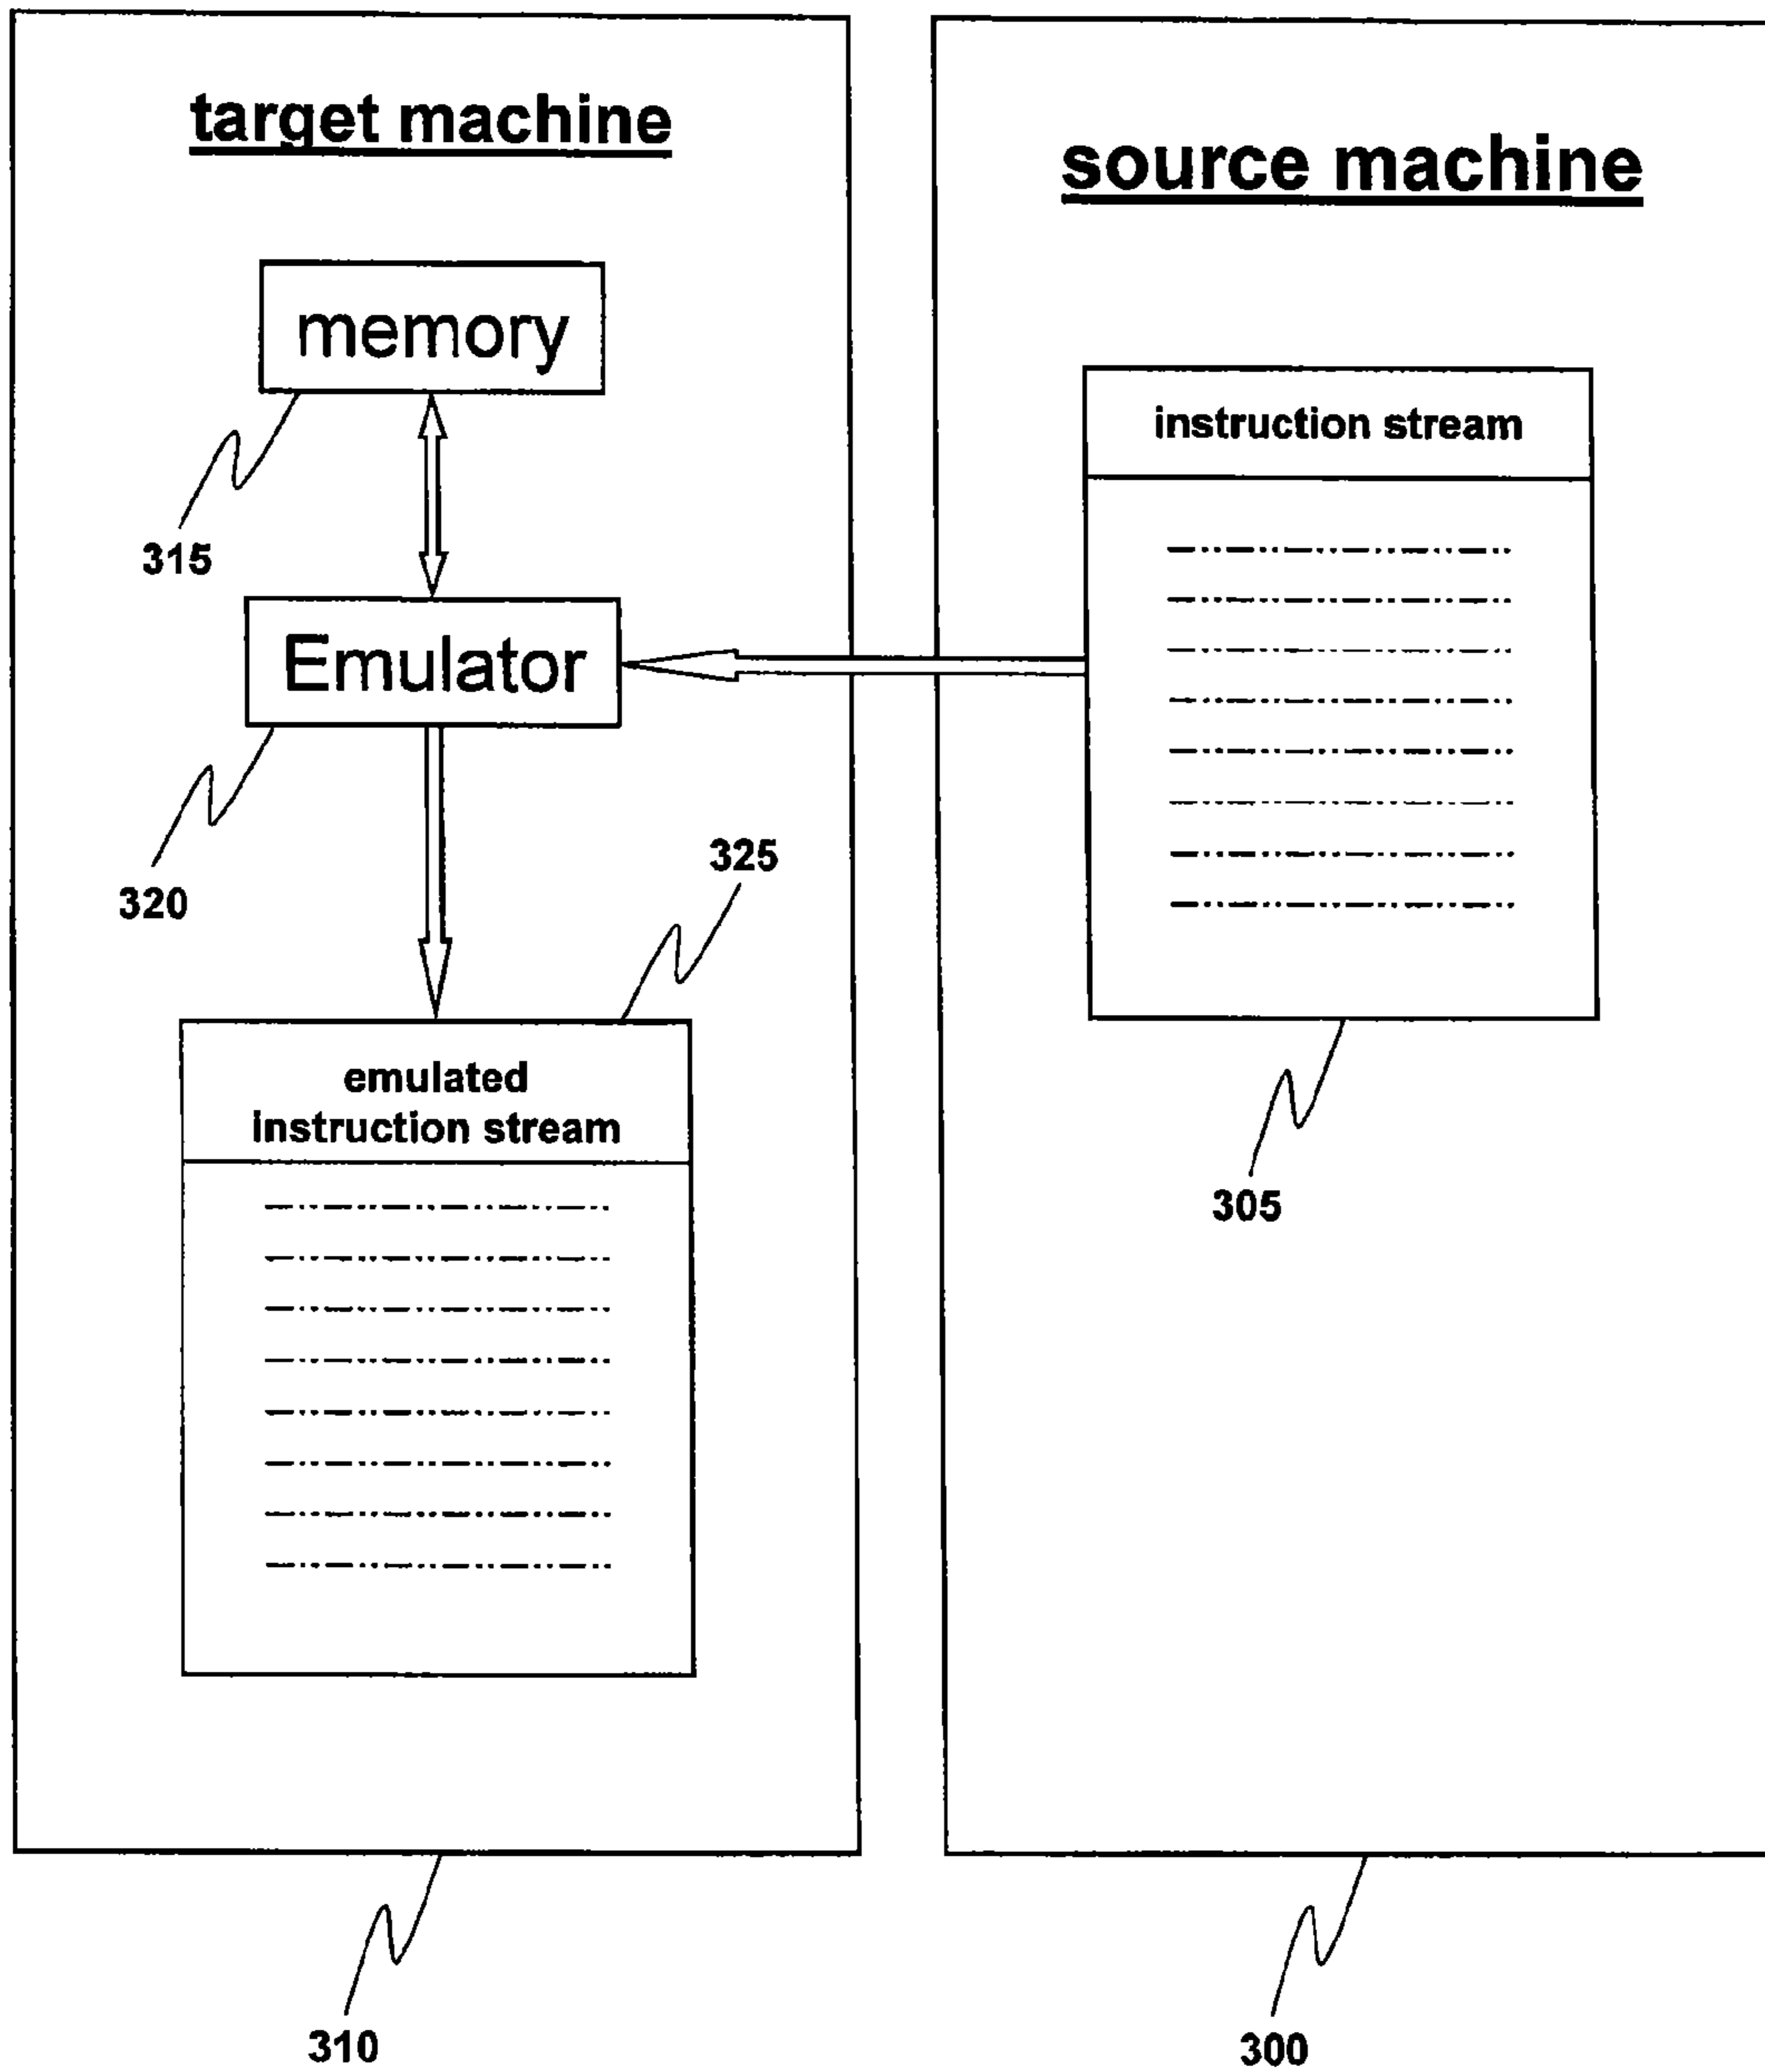 target machine
memory
315
Emulator
320
325
emulated
instruction stream
310
source machine
instruction stream
305
300